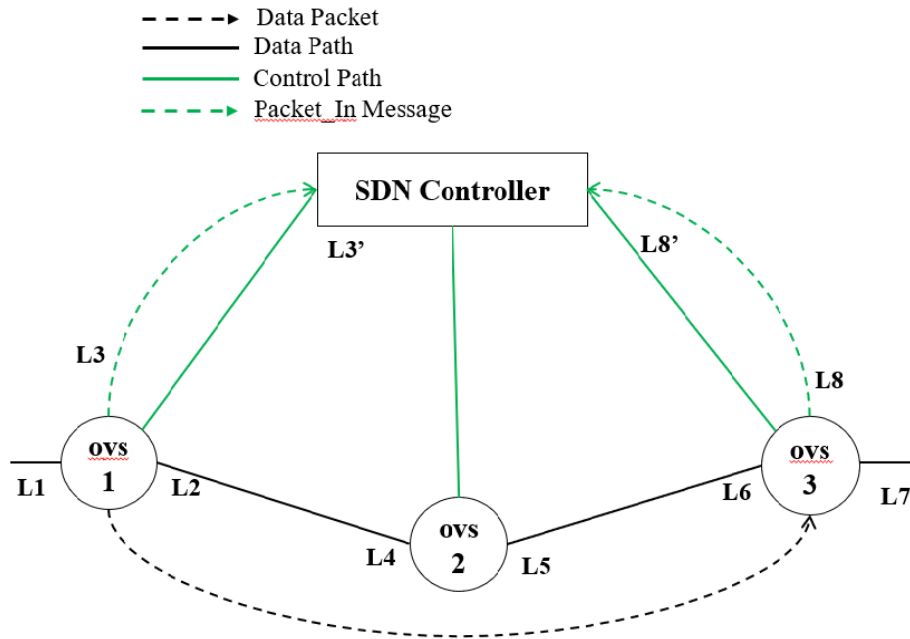 Data Packet
Data Path
Control Path
Packet_In Message
SDN Controller
L3’
L8’
L3
L8
ovs
1
ovs
3
L1
L2
L6
L7
ovs
2
L4
L5